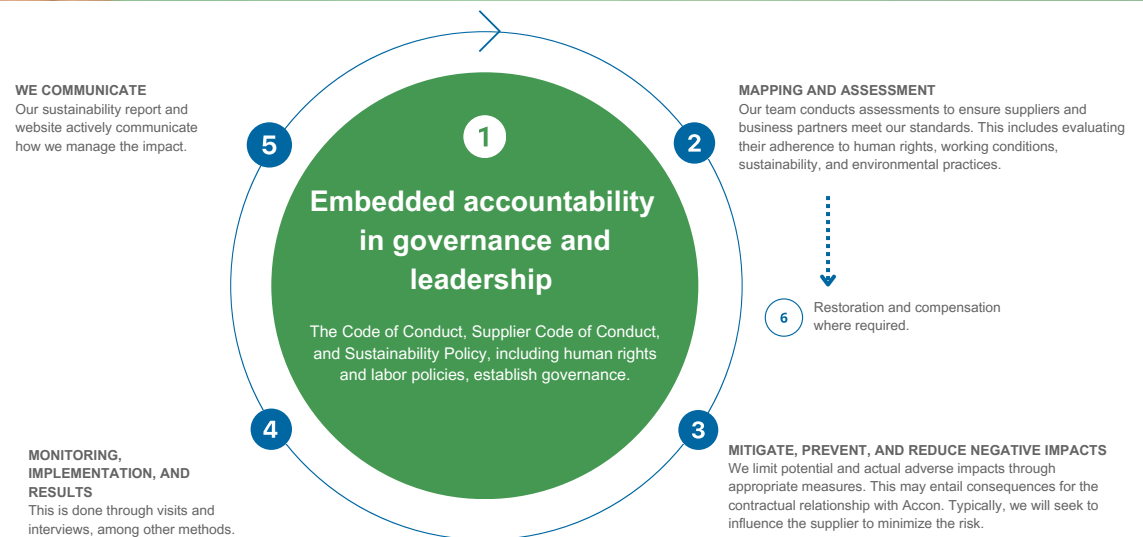 1
Embedded accountability
in governance and
leadership
The Code of Conduct, Supplier Code of Conduct,
and Sustainability Policy, including human rights
and labor policies, establish governance.
2
MAPPING AND ASSESSMENT
Our team conducts assessments to ensure suppliers and
business partners meet our standards. This includes evaluating
their adherence to human rights, working conditions,
sustainability, and environmental practices.
3
MITIGATE, PREVENT, AND REDUCE NEGATIVE IMPACTS
We limit potential and actual adverse impacts through
appropriate measures. This may entail consequences for the
contractual relationship with Accon. Typically, we will seek to
influence the supplier to minimize the risk.
4
MONITORING,
IMPLEMENTATION, AND
RESULTS
This is done through visits and
interviews, among other methods.
5
WE COMMUNICATE
Our sustainability report and
website actively communicate
how we manage the impact.
6
Restoration and compensation
where required.